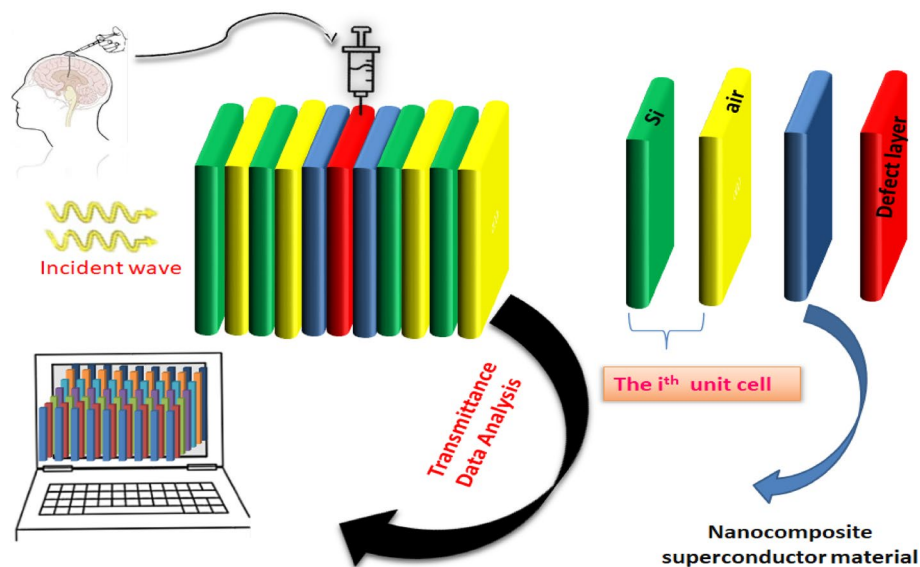 Si
air
Defect layer
Incident wave
The iᵗʰ unit cell
Transmittance
Data Analysis
Nanocomposite
superconductor material